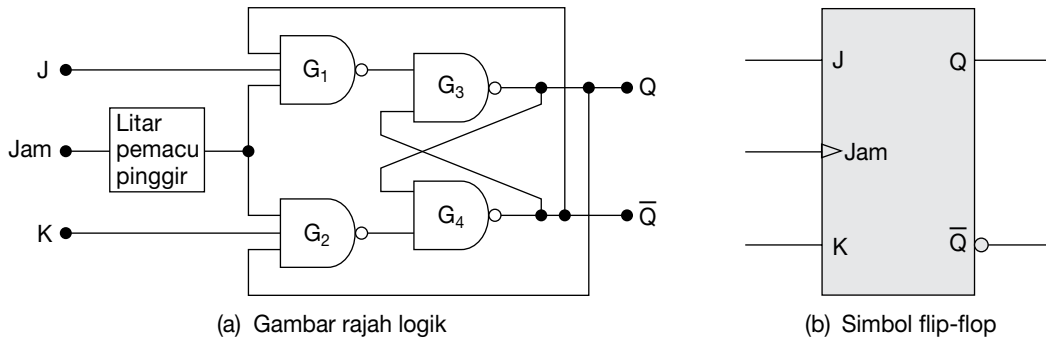 J
Jam
K
Litar
pemacu
pinggir
G₁
G₂
G₃
G₄
Q
Q̅
(a) Gambar rajah logik
J
Jam
K
Q
Q̅
(b) Simbol flip-flop